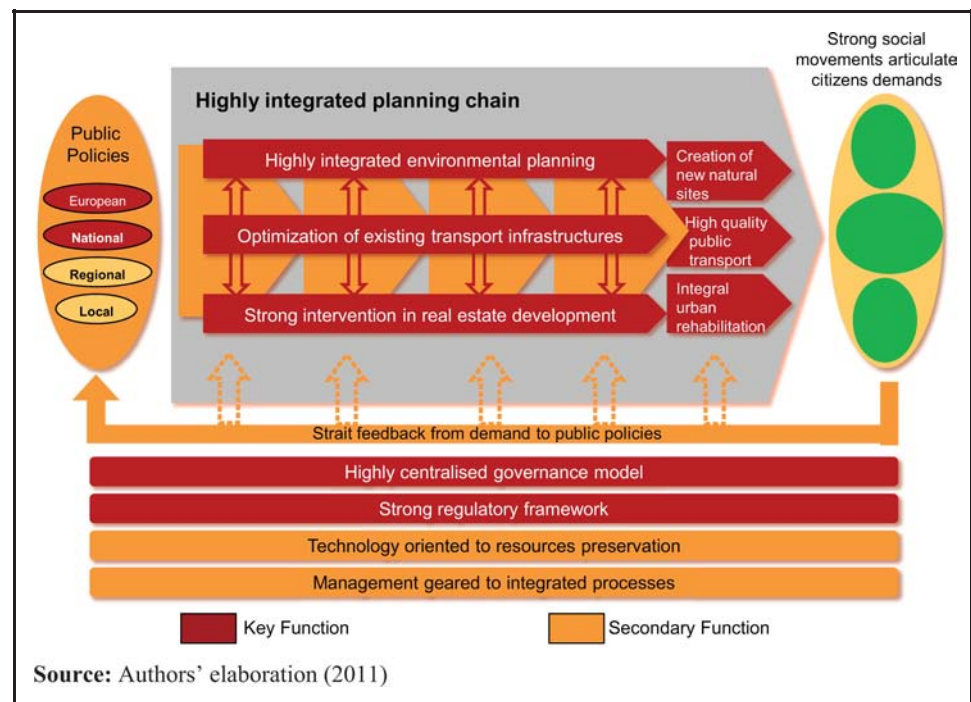 Strong social
movements articulate
citizens demands
Highly integrated planning chain
Public
Policies
European
National
Regional
Local
Highly integrated environmental planning
Creation of
new natural
sites
Optimization of existing transport infrastructures
High quality
public
transport
Strong intervention in real estate development
Integral
urban
rehabilitation
Strait feedback from demand to public policies
Highly centralised governance model
Strong regulatory framework
Technology oriented to resources preservation
Management geared to integrated processes
Key Function
Secondary Function
Source: Authors’ elaboration (2011)